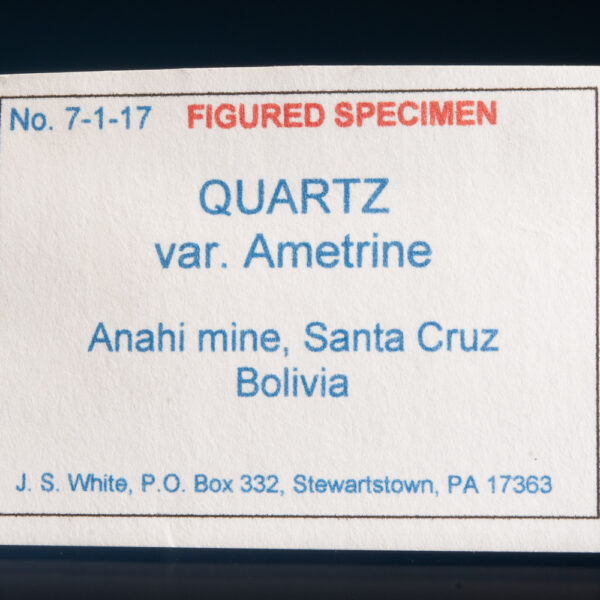 No. 7-1-17 FIGURED SPECIMEN
QUARTZ
var. Ametrine
Anahi mine, Santa Cruz
Bolivia
J. S. White, P.O. Box 332, Stewartstown, PA 17363